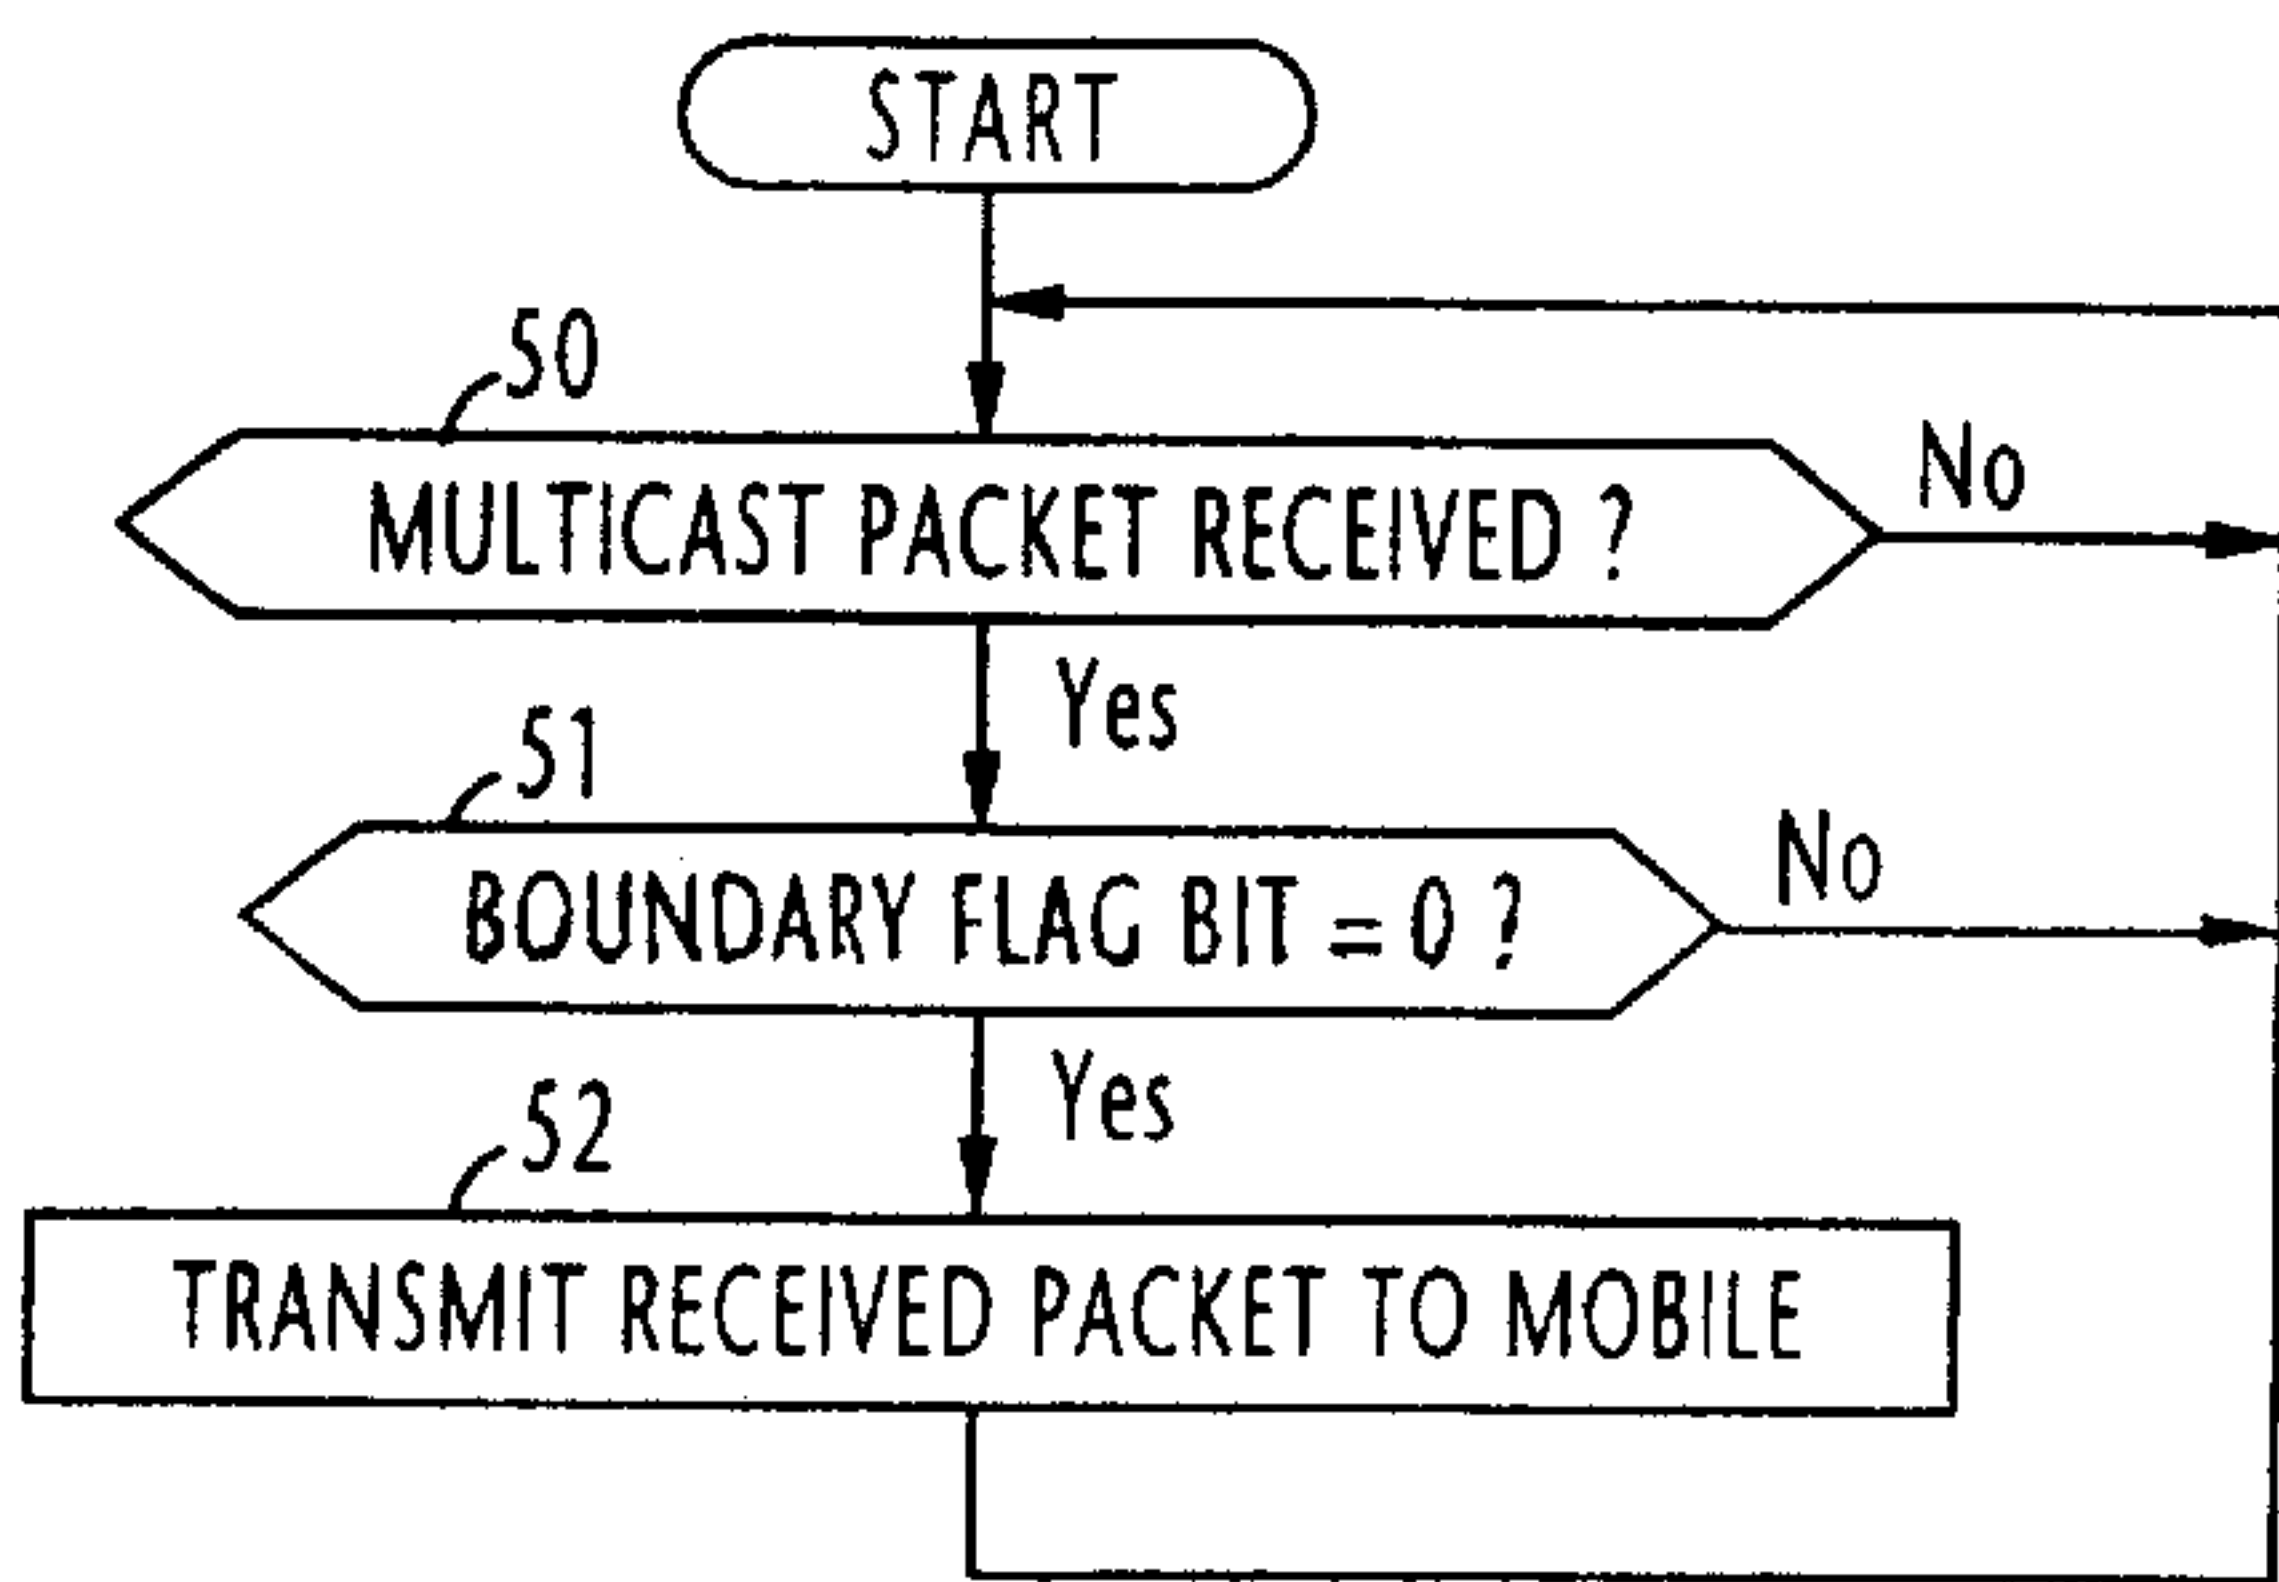 START
50
MULTICAST PACKET RECEIVED ?
No
Yes
51
BOUNDARY FLAG BIT = 0 ?
No
Yes
52
TRANSMIT RECEIVED PACKET TO MOBILE